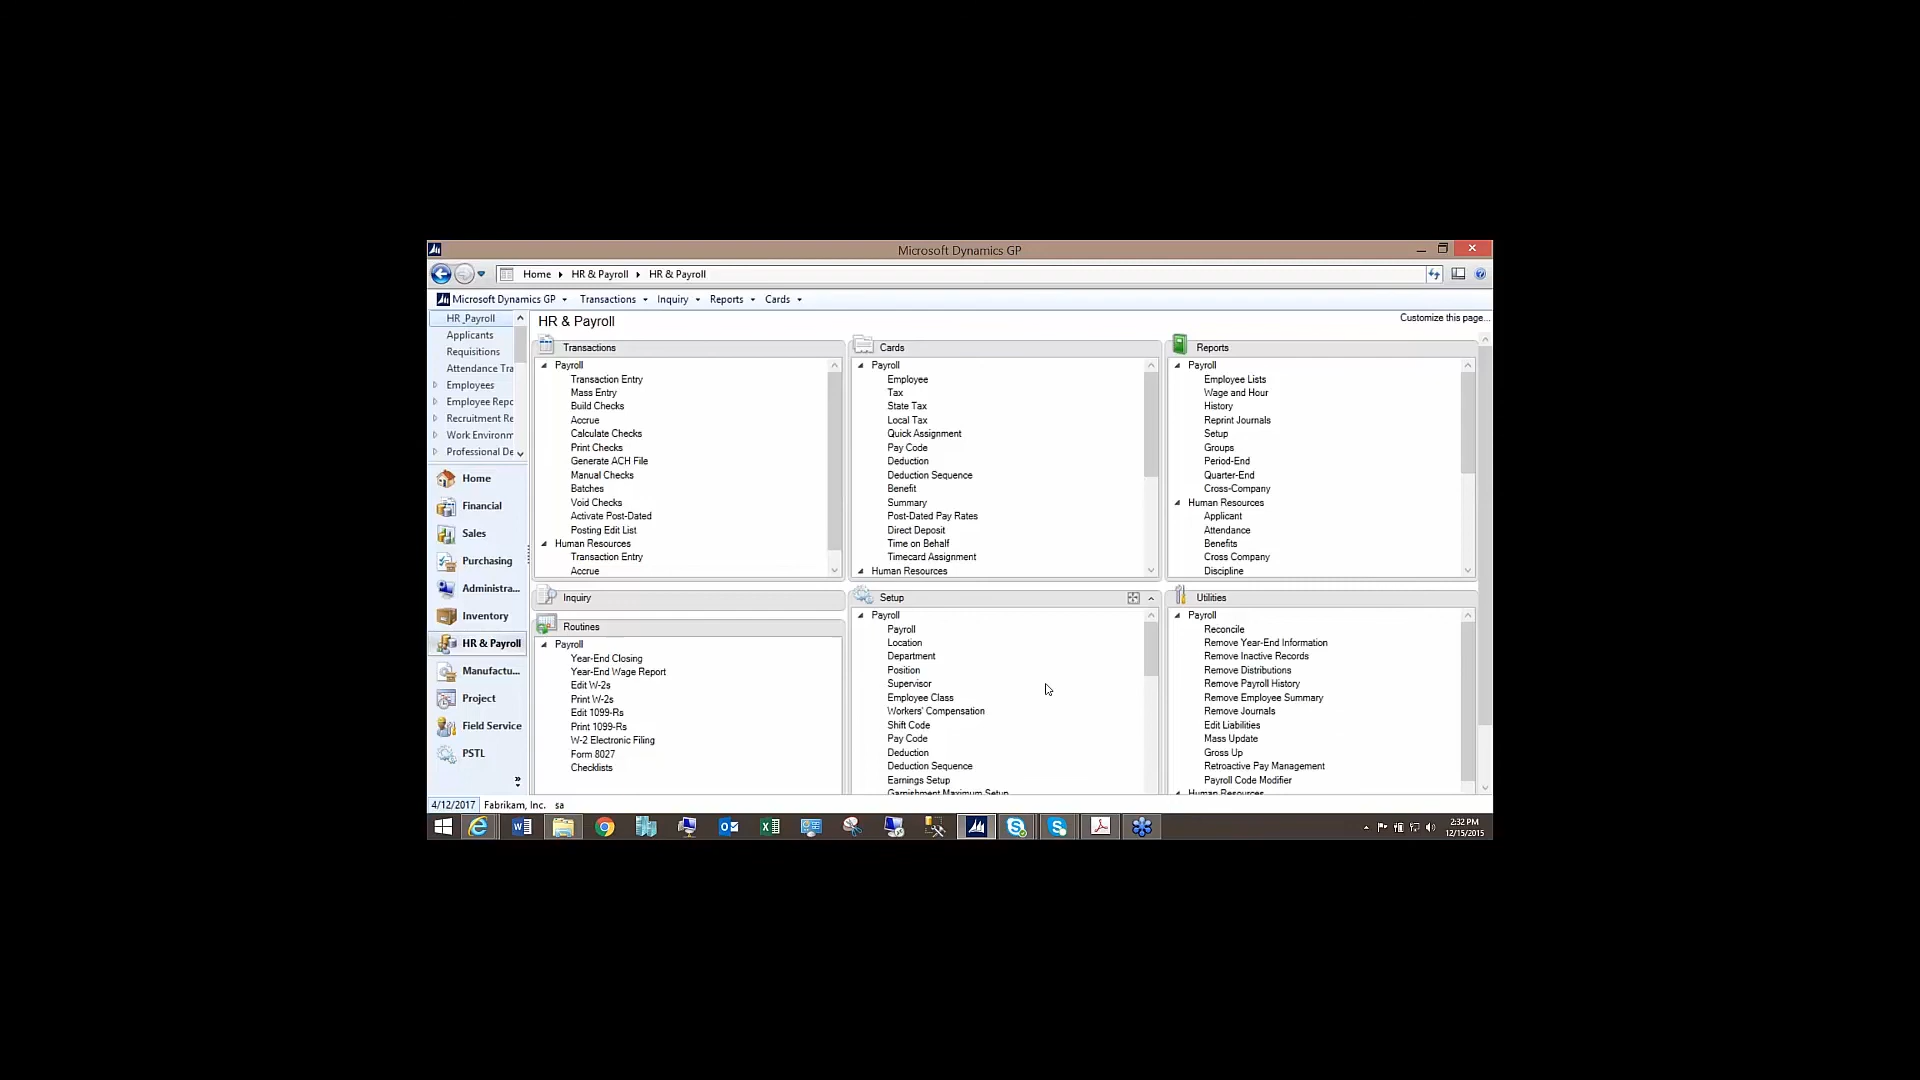 Microsoft Dynamics GP
Home HR & Payroll HR & Payroll
Microsoft Dynamics GP Transactions Inquiry Reports Cards
HR_Payroll
Applicants
Requisitions
Attendance Tra
Employees
Employee Repo
Recruitment Re
Work Environm
Professional De
Home
Financial
Sales
Purchasing
Administra...
Inventory
HR & Payroll
Manufactu...
Project
Field Service
PSTL
HR & Payroll
Customize this page...
Transactions
Payroll
Transaction Entry
Mass Entry
Build Checks
Accrue
Calculate Checks
Print Checks
Generate ACH File
Manual Checks
Batches
Void Checks
Activate Post-Dated
Posting Edit List
Human Resources
Transaction Entry
Accrue
Cards
Payroll
Employee
Tax
State Tax
Local Tax
Quick Assignment
Pay Code
Deduction
Deduction Sequence
Benefit
Summary
Post-Dated Pay Rates
Direct Deposit
Time on Behalf
Timecard Assignment
Human Resources
Reports
Payroll
Employee Lists
Wage and Hour
History
Reprint Journals
Setup
Groups
Period-End
Quarter-End
Cross-Company
Human Resources
Applicant
Attendance
Benefits
Cross Company
Discipline
Inquiry
Routines
Payroll
Year-End Closing
Year-End Wage Report
Edit W-2s
Print W-2s
Edit 1099-Rs
Print 1099-Rs
W-2 Electronic Filing
Form 8027
Checklists
Setup
Payroll
Payroll
Location
Department
Position
Supervisor
Employee Class
Workers' Compensation
Shift Code
Pay Code
Deduction
Deduction Sequence
Earnings Setup
Garnishment Maximum Setup
Utilities
Payroll
Reconcile
Remove Year-End Information
Remove Inactive Records
Remove Distributions
Remove Payroll History
Remove Employee Summary
Remove Journals
Edit Liabilities
Mass Update
Gross Up
Retroactive Pay Management
Payroll Code Modifier
Human Resources
4/12/2017 Fabrikam, Inc. sa
2:32 PM
12/15/2015